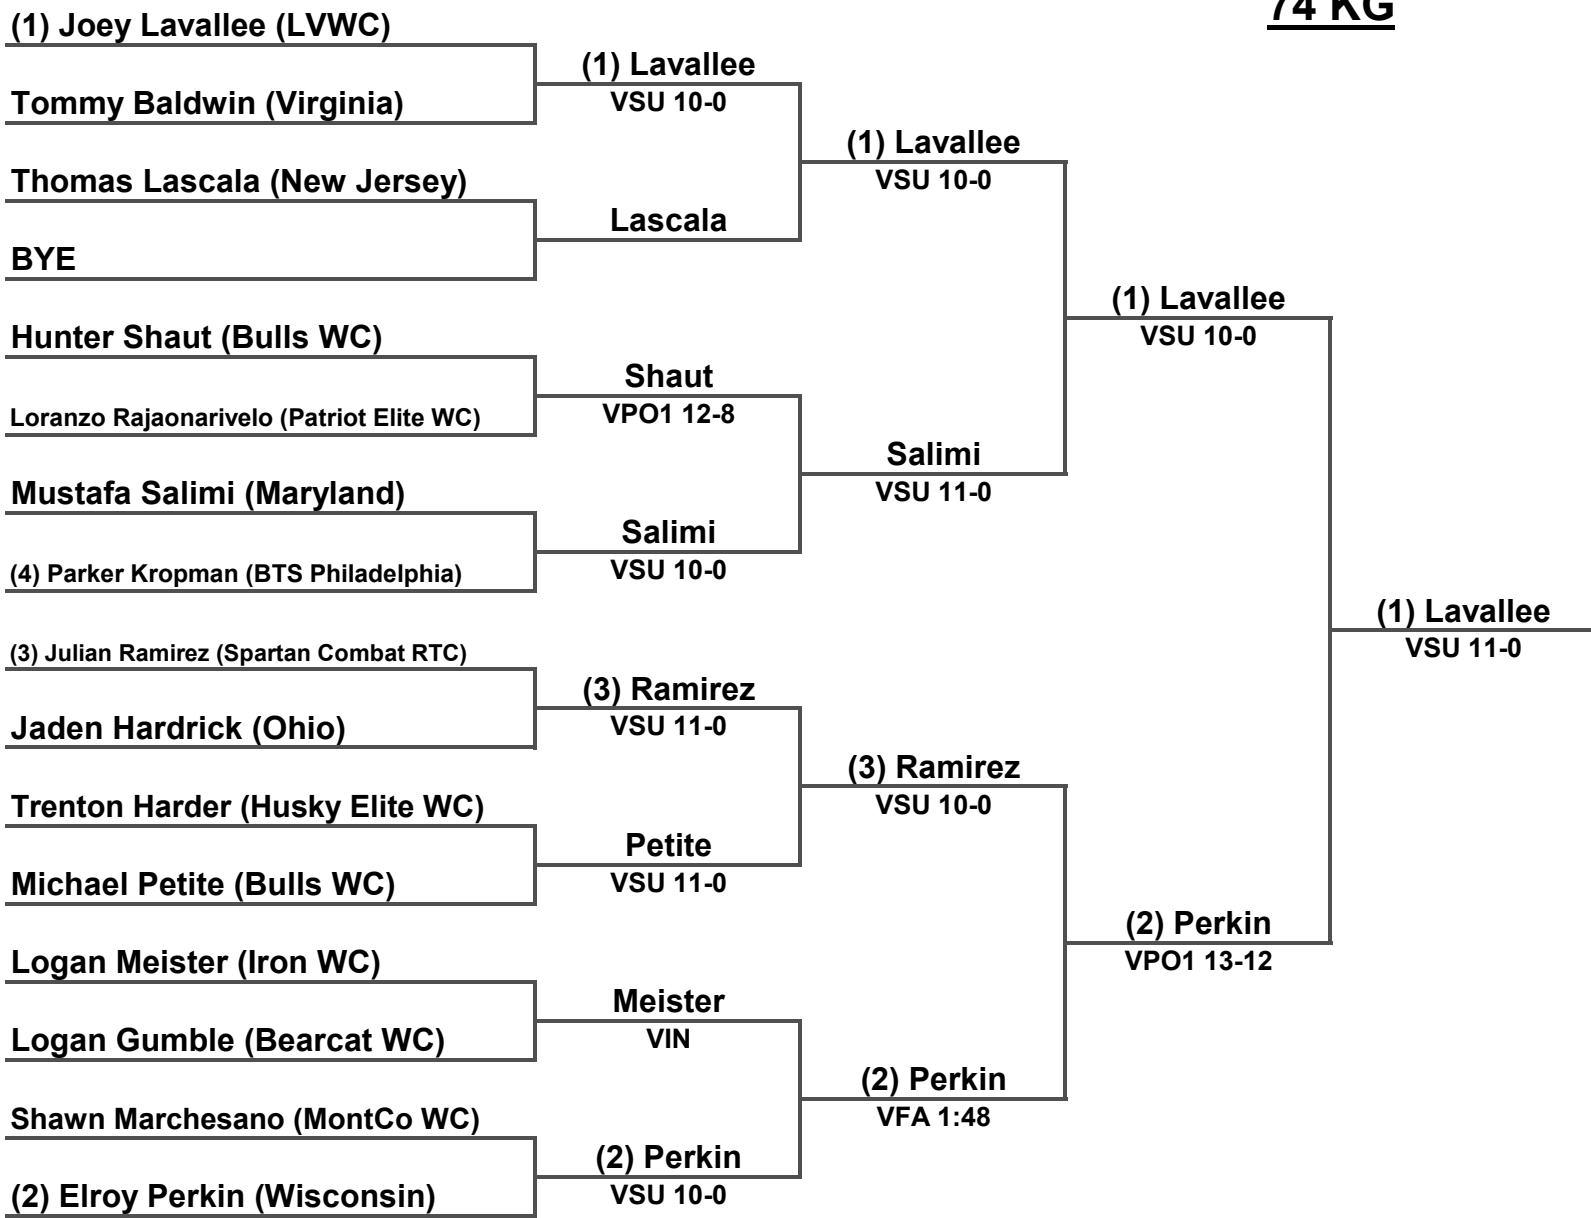 74 KG
(1) Joey Lavallee (LVWC)
Tommy Baldwin (Virginia)
Thomas Lascala (New Jersey)
BYE
Hunter Shaut (Bulls WC)
Loranzo Rajaonarivelo (Patriot Elite WC)
Mustafa Salimi (Maryland)
(4) Parker Kropman (BTS Philadelphia)
(3) Julian Ramirez (Spartan Combat RTC)
Jaden Hardrick (Ohio)
Trenton Harder (Husky Elite WC)
Michael Petite (Bulls WC)
Logan Meister (Iron WC)
Logan Gumble (Bearcat WC)
Shawn Marchesano (MontCo WC)
(2) Elroy Perkin (Wisconsin)
(1) Lavallee
VSU 10-0
Lascala
Shaut
VPO1 12-8
Salimi
VSU 10-0
(3) Ramirez
VSU 11-0
Petite
VSU 11-0
Meister
VIN
(2) Perkin
VSU 10-0
(1) Lavallee
VSU 10-0
Salimi
VSU 11-0
(3) Ramirez
VSU 10-0
(2) Perkin
VFA 1:48
(1) Lavallee
VSU 10-0
(2) Perkin
VPO1 13-12
(1) Lavallee
VSU 11-0